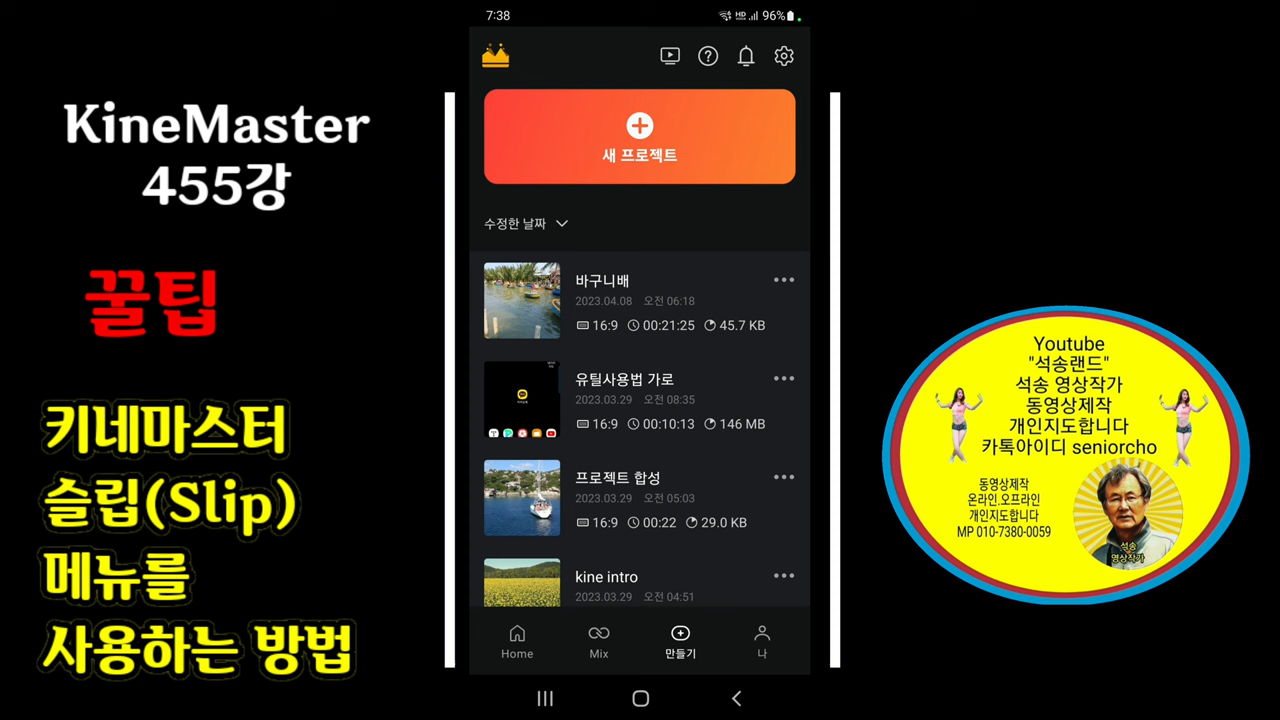 KineMaster
455강
꿀팁
키네마스터
슬립(Slip)
메뉴를
사용하는 방법
7:38
HD
96%
새 프로젝트
수정한 날짜
바구니배
2023.04.08 오전 06:18
16:9 00:21:25 45.7 KB
유틸사용법 가로
2023.03.29 오전 08:35
16:9 00:10:13 146 MB
프로젝트 합성
2023.03.29 오전 05:03
16:9 00:22 29.0 KB
kine intro
2023.03.29 오전 04:51
Home
Mix
만들기
나
Youtube
"석송랜드"
석송 영상작가
동영상제작
개인지도합니다
카톡아이디 seniorcho
동영상제작
온라인.오프라인
개인지도합니다
MP 010-7380-0059
석송
영상작가